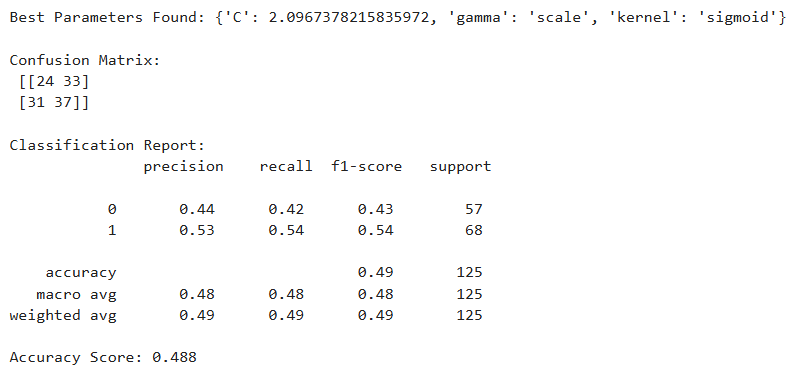 Best Parameters Found: {'C': 2.0967378215835972, 'gamma': 'scale', 'kernel': 'sigmoid'}
Confusion Matrix:
[[24 33]
[31 37]]
Classification Report:
precision recall f1-score support
0 0.44 0.42 0.43 57
1 0.53 0.54 0.54 68
accuracy 0.49 125
macro avg 0.48 0.48 0.48 125
weighted avg 0.49 0.49 0.49 125
Accuracy Score: 0.488